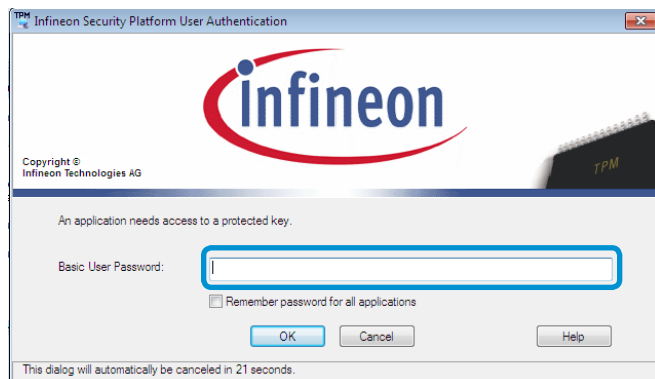 TPM
Infineon Security Platform User Authentication
infineon
Copyright ©
Infineon Technologies AG
TPM
An application needs access to a protected key.
Basic User Password:
Remember password for all applications
OK Cancel Help
This dialog will automatically be canceled in 21 seconds.